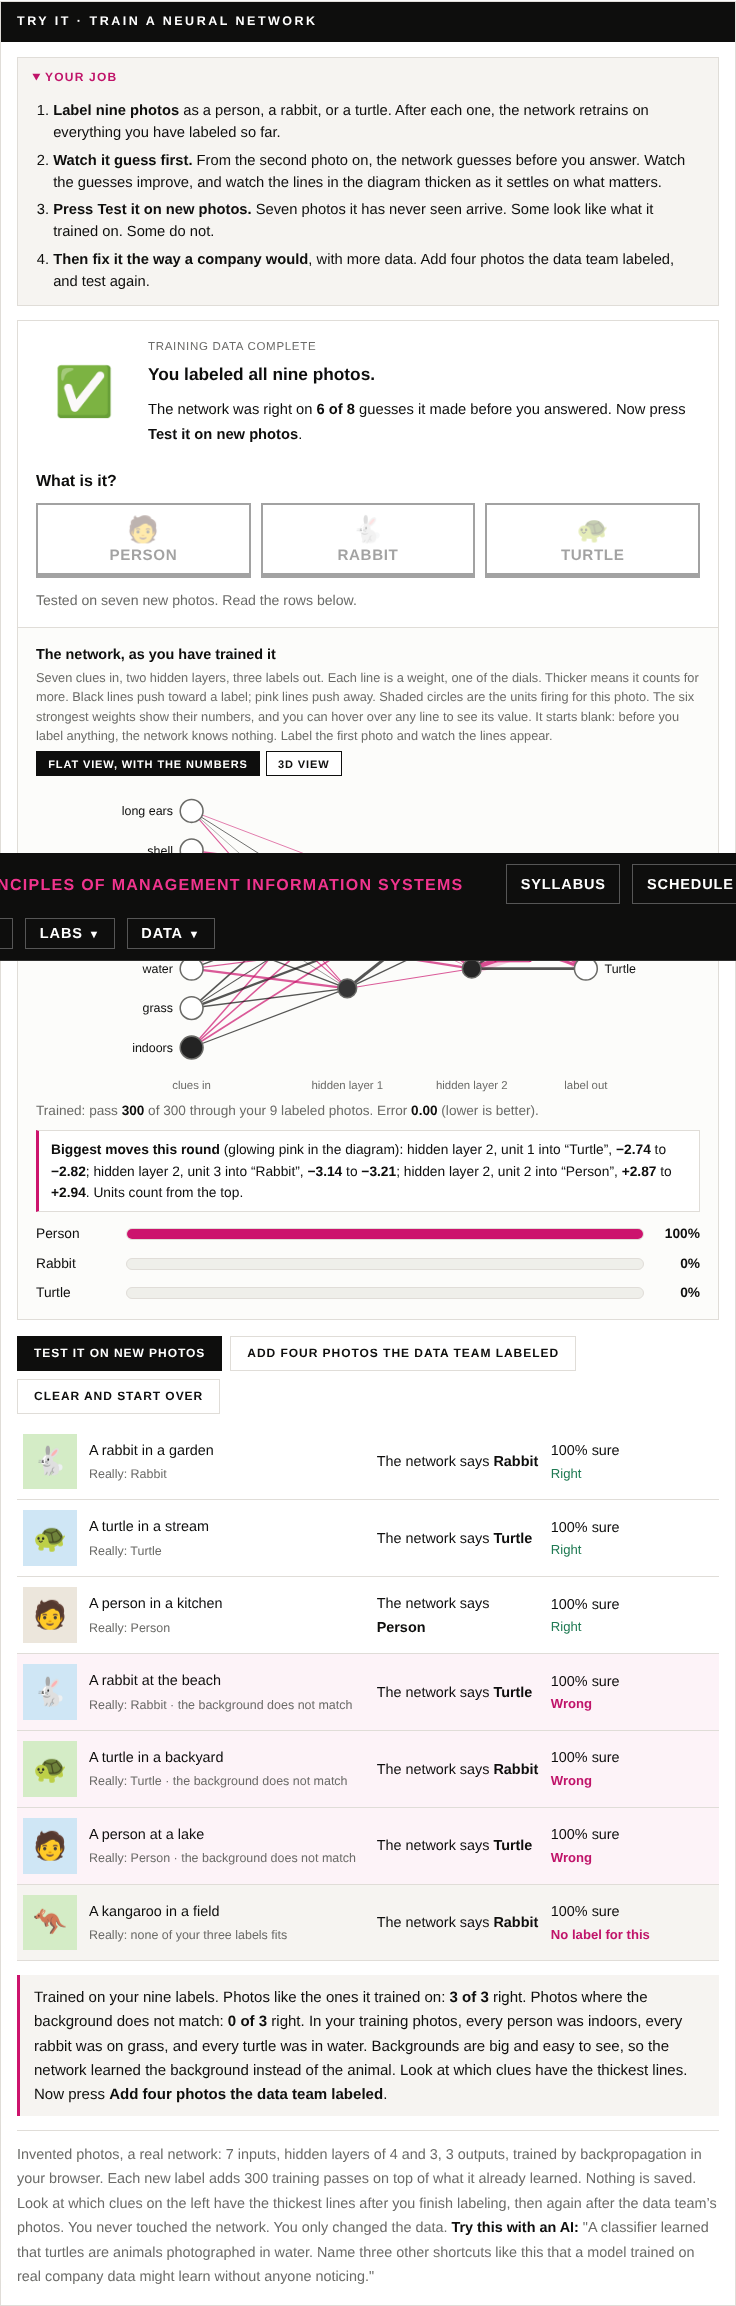 TRY IT · TRAIN A NEURAL NETWORK
▼ YOUR JOB
1. Label nine photos as a person, a rabbit, or a turtle. After each one, the network retrains on
everything you have labeled so far.
2. Watch it guess first. From the second photo on, the network guesses before you answer. Watch
the guesses improve, and watch the lines in the diagram thicken as it settles on what matters.
3. Press Test it on new photos. Seven photos it has never seen arrive. Some look like what it
trained on. Some do not.
4. Then fix it the way a company would, with more data. Add four photos the data team labeled,
and test again.
TRAINING DATA COMPLETE
You labeled all nine photos.
The network was right on 6 of 8 guesses it made before you answered. Now press
Test it on new photos.
What is it?
PERSON
RABBIT
TURTLE
Tested on seven new photos. Read the rows below.
The network, as you have trained it
Seven clues in, two hidden layers, three labels out. Each line is a weight, one of the dials. Thicker means it counts for
more. Black lines push toward a label; pink lines push away. Shaded circles are the units firing for this photo. The six
strongest weights show their numbers, and you can hover over any line to see its value. It starts blank: before you
label anything, the network knows nothing. Label the first photo and watch the lines appear.
FLAT VIEW, WITH THE NUMBERS
3D VIEW
long ears
shell
NCIPLES OF MANAGEMENT INFORMATION SYSTEMS
SYLLABUS
SCHEDULE
LABS ▼
DATA ▼
water
Turtle
grass
indoors
clues in
hidden layer 1
hidden layer 2
label out
Trained: pass 300 of 300 through your 9 labeled photos. Error 0.00 (lower is better).
Biggest moves this round (glowing pink in the diagram): hidden layer 2, unit 1 into “Turtle”, −2.74 to
−2.82; hidden layer 2, unit 3 into “Rabbit”, −3.14 to −3.21; hidden layer 2, unit 2 into “Person”, +2.87 to
+2.94. Units count from the top.
Person 100%
Rabbit 0%
Turtle 0%
TEST IT ON NEW PHOTOS
ADD FOUR PHOTOS THE DATA TEAM LABELED
CLEAR AND START OVER
A rabbit in a garden
Really: Rabbit
The network says Rabbit
100% sure
Right
A turtle in a stream
Really: Turtle
The network says Turtle
100% sure
Right
A person in a kitchen
Really: Person
The network says
Person
100% sure
Right
A rabbit at the beach
Really: Rabbit · the background does not match
The network says Turtle
100% sure
Wrong
A turtle in a backyard
Really: Turtle · the background does not match
The network says Rabbit
100% sure
Wrong
A person at a lake
Really: Person · the background does not match
The network says Turtle
100% sure
Wrong
A kangaroo in a field
Really: none of your three labels fits
The network says Rabbit
100% sure
No label for this
Trained on your nine labels. Photos like the ones it trained on: 3 of 3 right. Photos where the
background does not match: 0 of 3 right. In your training photos, every person was indoors, every
rabbit was on grass, and every turtle was in water. Backgrounds are big and easy to see, so the
network learned the background instead of the animal. Look at which clues have the thickest lines.
Now press Add four photos the data team labeled.
Invented photos, a real network: 7 inputs, hidden layers of 4 and 3, 3 outputs, trained by backpropagation in
your browser. Each new label adds 300 training passes on top of what it already learned. Nothing is saved.
Look at which clues on the left have the thickest lines after you finish labeling, then again after the data team’s
photos. You never touched the network. You only changed the data. Try this with an AI: "A classifier learned
that turtles are animals photographed in water. Name three other shortcuts like this that a model trained on
real company data might learn without anyone noticing."